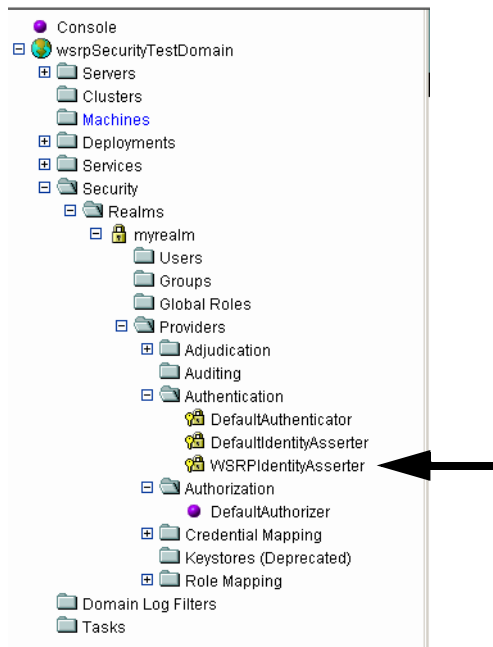 Console
wsrpSecurityTestDomain
Servers
Clusters
Machines
Deployments
Services
Security
Realms
myrealm
Users
Groups
Global Roles
Providers
Adjudication
Auditing
Authentication
DefaultAuthenticator
DefaultIdentityAsserter
WSRPIdentityAsserter
Authorization
DefaultAuthorizer
Credential Mapping
Keystores (Deprecated)
Role Mapping
Domain Log Filters
Tasks